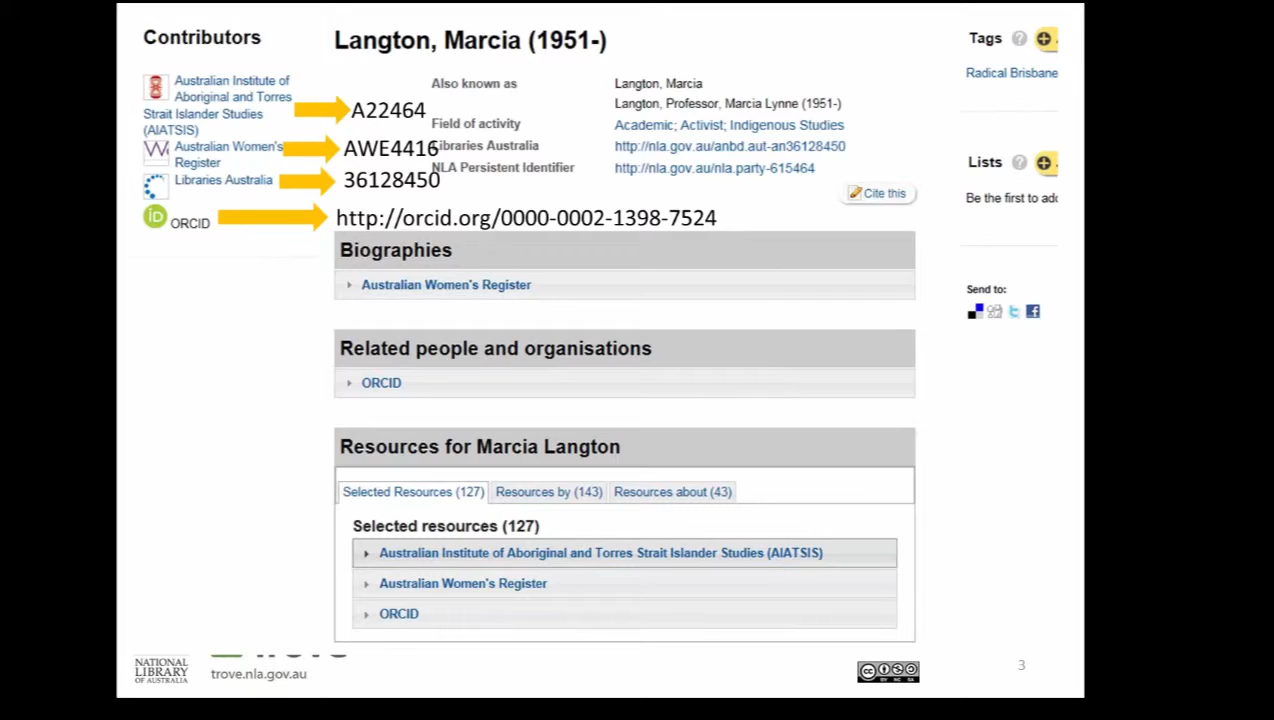 Contributors
Langton, Marcia (1951-)
Tags
Australian Institute of
Aboriginal and Torres
Strait Islander Studies
(AIATSIS)
A22464
Australian Women's
Register
AWE4416
Libraries Australia
36128450
ORCID
http://orcid.org/0000-0002-1398-7524
Also known as
Langton, Marcia
Langton, Professor, Marcia Lynne (1951-)
Field of activity
Academic; Activist; Indigenous Studies
Libraries Australia
http://nla.gov.au/anbd.aut-an36128450
NLA Persistent Identifier
http://nla.gov.au/nla.party-615464
Cite this
Radical Brisbane
Lists
Be the first to add
Send to:
Biographies
Australian Women's Register
Related people and organisations
ORCID
Resources for Marcia Langton
Selected Resources (127)
Resources by (143)
Resources about (43)
Selected resources (127)
Australian Institute of Aboriginal and Torres Strait Islander Studies (AIATSIS)
Australian Women's Register
ORCID
NATIONAL
LIBRARY
OF AUSTRALIA
trove.nla.gov.au
CC BY NC SA
3